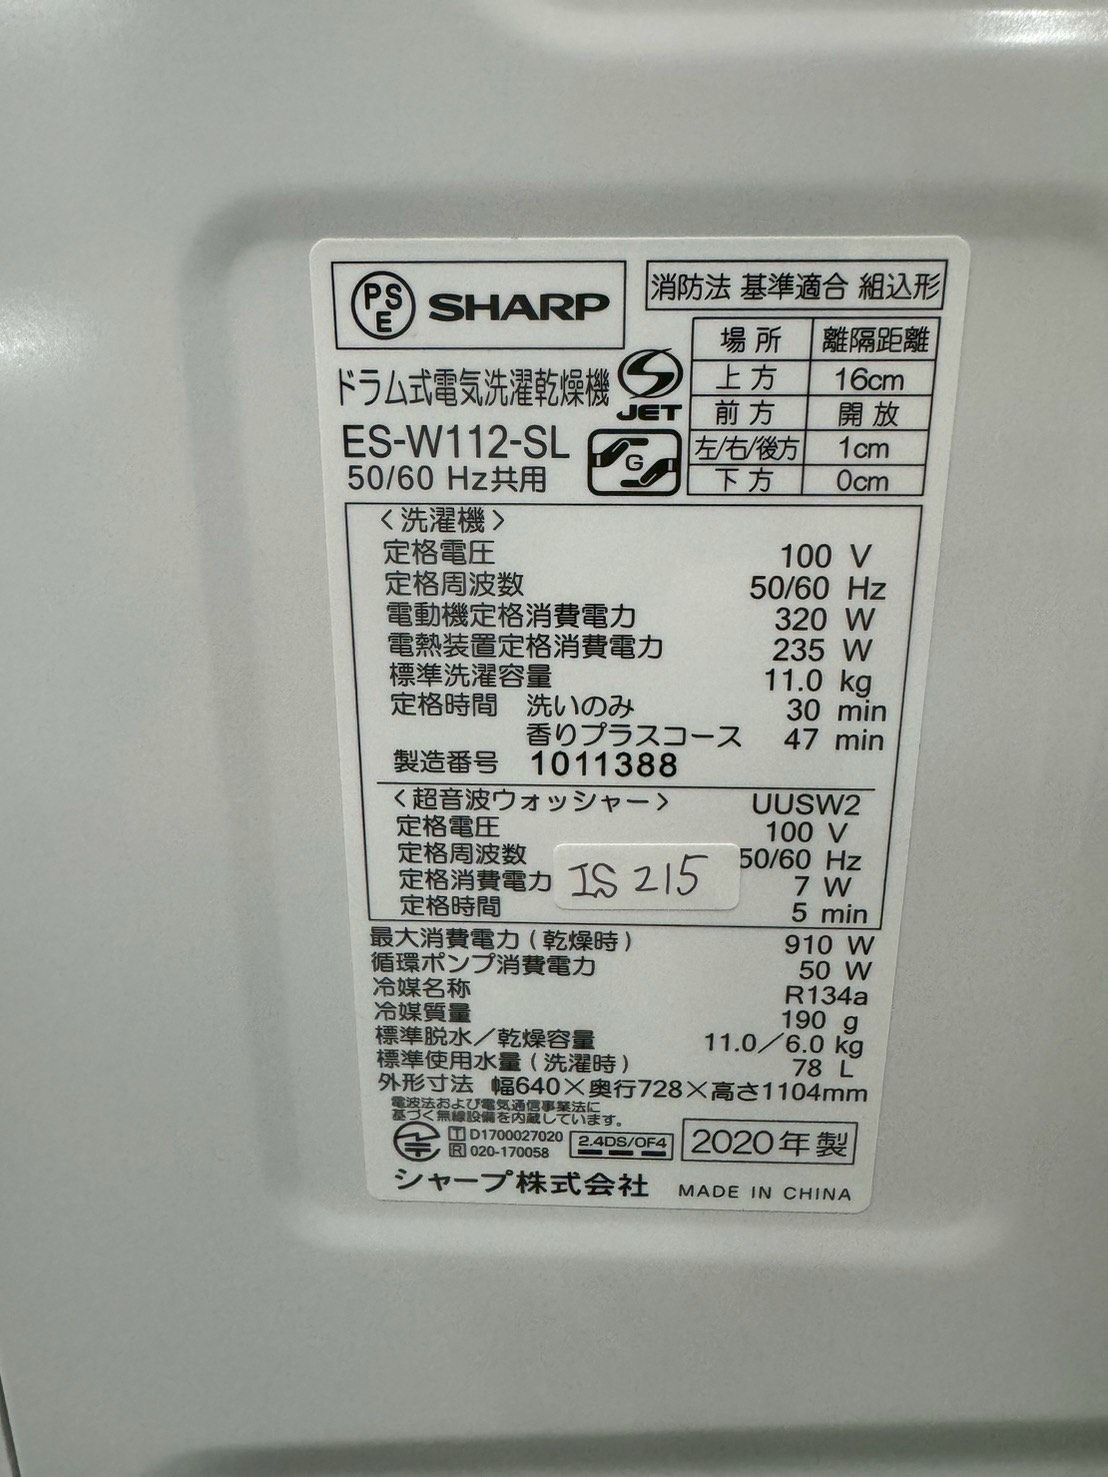 PSE SHARP
消防法 基準適合 組込形
場所 離隔距離
上方 16cm
前方 開放
左/右/後方 1cm
下方 0cm
ドラム式電気洗濯乾燥機
S JET
ES-W112-SL
50/60 Hz共用
G
<洗濯機>
定格電圧 100 V
定格周波数 50/60 Hz
電動機定格消費電力 320 W
電熱装置定格消費電力 235 W
標準洗濯容量 11.0 kg
定格時間 洗いのみ 30 min
香りプラスコース 47 min
製造番号 1011388
<超音波ウォッシャー> UUSW2
定格電圧 100 V
定格周波数 50/60 Hz
定格消費電力 7 W
IS 215
定格時間 5 min
最大消費電力(乾燥時) 910 W
循環ポンプ消費電力 50 W
冷媒名称 R134a
冷媒質量 190 g
標準脱水/乾燥容量 11.0/6.0 kg
標準使用水量(洗濯時) 78 L
外形寸法 幅640×奥行728×高さ1104mm
電波法および電気通信事業法に
基づく無線設備を内蔵しています。
T D1700027020
R 020-170058
2.4DS/OF4
2020年製
シャープ株式会社 MADE IN CHINA